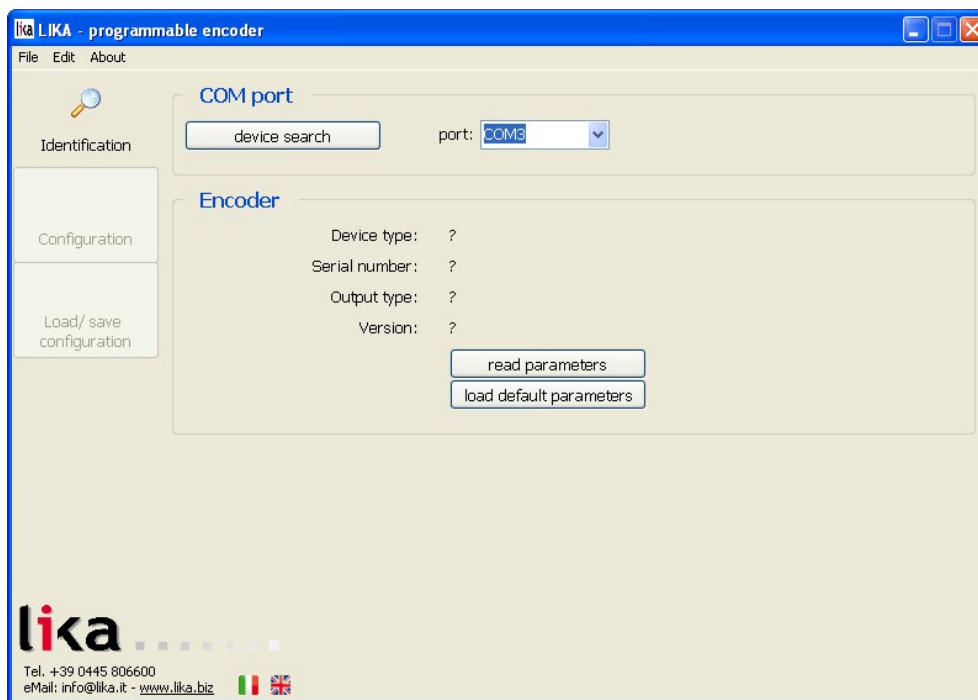 lika LIKA - programmable encoder
File Edit About
Identification
Configuration
Load/ save
configuration
COM port
device search port: COM3
Encoder
Device type: ?
Serial number: ?
Output type: ?
Version: ?
read parameters
load default parameters
lika
Tel. +39 0445 806600
eMail: info@lika.it - www.lika.biz